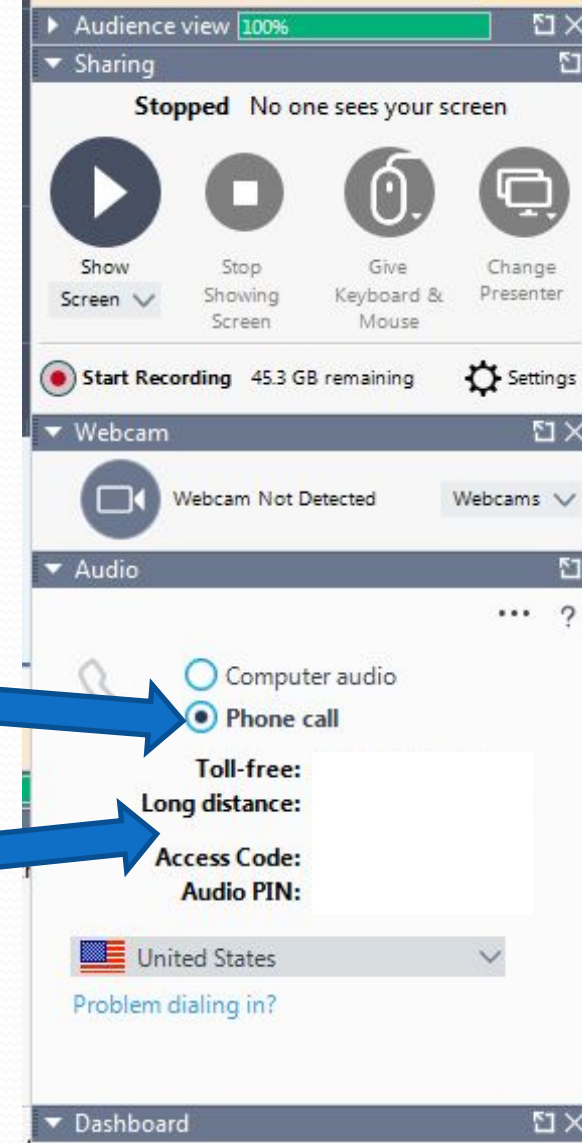 Audience view 100%
Sharing
Stopped No one sees your screen
Show Stop Give Change
Screen Showing Keyboard & Presenter
Screen Mouse
Start Recording 45.3 GB remaining Settings
Webcam
Webcam Not Detected Webcams
Audio
... ?
Computer audio
Phone call
Toll-free:
Long distance:
Access Code:
Audio PIN:
United States
Problem dialing in?
Dashboard